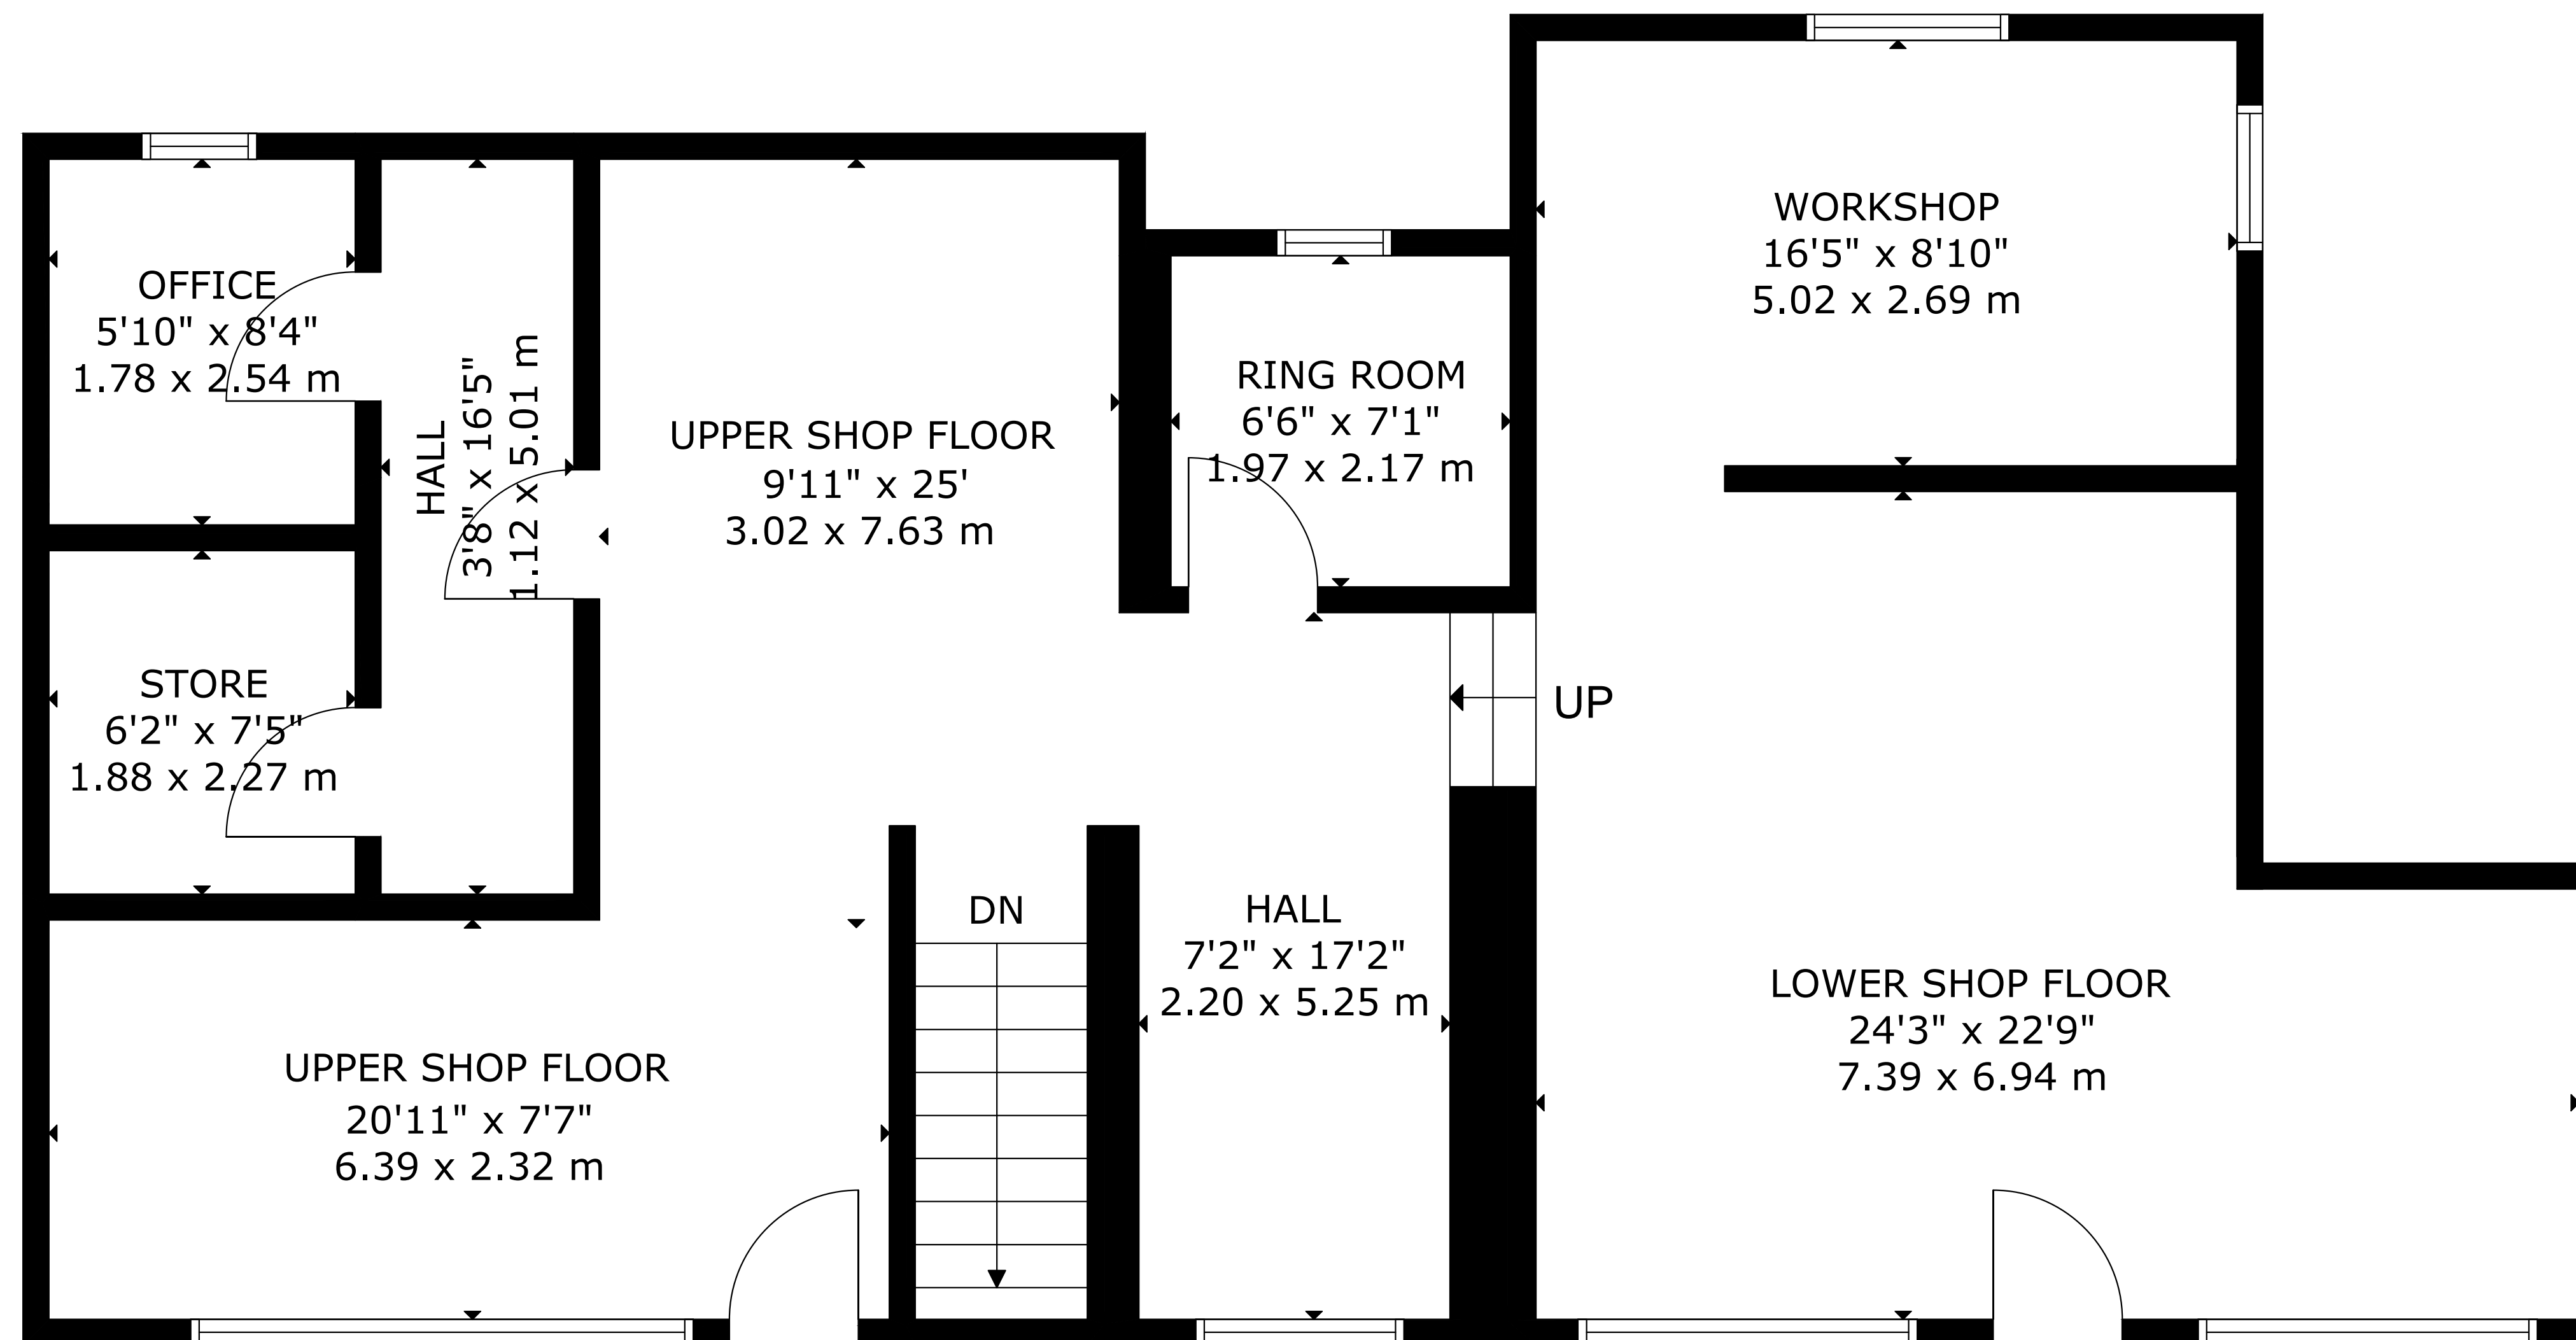 OFFICE
5'10" x 8'4"
1.78 x 2.54 m
HALL
3'8" x 16'5"
1.12 x 5.01 m
UPPER SHOP FLOOR
9'11" x 25'
3.02 x 7.63 m
RING ROOM
6'6" x 7'1"
1.97 x 2.17 m
WORKSHOP
16'5" x 8'10"
5.02 x 2.69 m
STORE
6'2" x 7'5"
1.88 x 2.27 m
UP
DN
HALL
7'2" x 17'2"
2.20 x 5.25 m
UPPER SHOP FLOOR
20'11" x 7'7"
6.39 x 2.32 m
LOWER SHOP FLOOR
24'3" x 22'9"
7.39 x 6.94 m